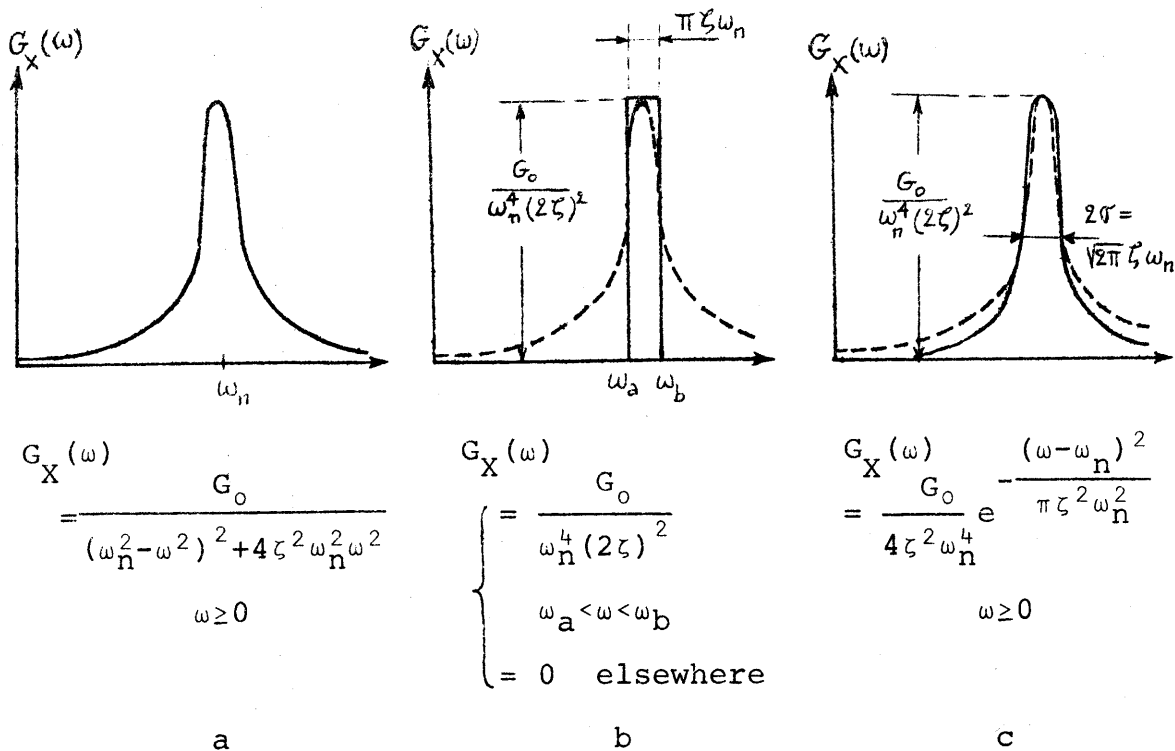 G_X(ω)
ω_n
G_X(ω)
π ζ ω_n
G_o
ω_n^4 (2ζ)^2
ω_a
ω_b
G_X(ω)
G_o
ω_n^4 (2ζ)^2
2σ =
√2π ζ ω_n
G_X(ω)
= G_o / ((ω_n^2-ω^2)^2+4ζ^2ω_n^2ω^2)
ω≥0
a
G_X(ω)
= G_o / (ω_n^4(2ζ)^2)
ω_a<ω<ω_b
= 0 elsewhere
b
G_X(ω)
= G_o / (4ζ^2ω_n^4) e^(-(ω-ω_n)^2 / (πζ^2ω_n^2))
ω≥0
c